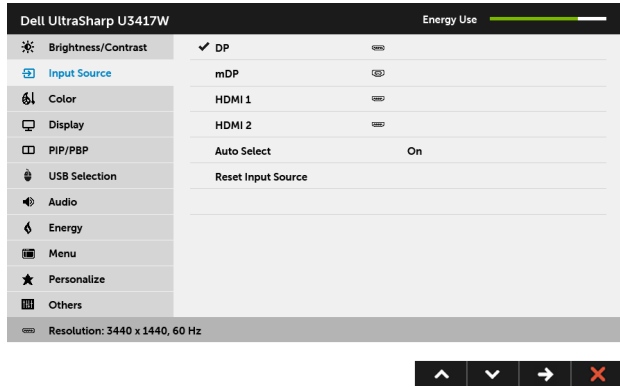 Dell UltraSharp U3417W
Energy Use
Brightness/Contrast
DP
Input Source
mDP
Color
HDMI 1
Display
HDMI 2
PIP/PBP
Auto Select On
USB Selection
Reset Input Source
Audio
Energy
Menu
Personalize
Others
Resolution: 3440 x 1440, 60 Hz